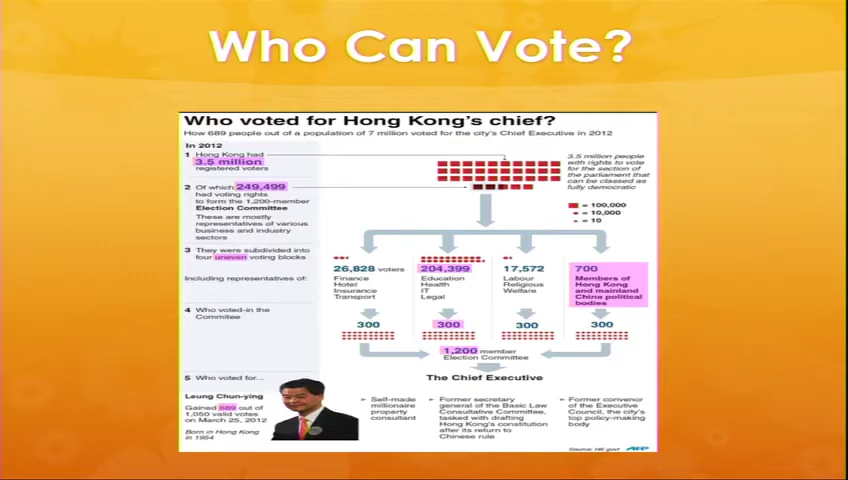 Who Can Vote?
Who voted for Hong Kong's chief?
How 689 people out of a population of 7 million voted for the city's Chief Executive in 2012
In 2012
1 Hong Kong had
3.5 million
registered voters
3.5 million people
with rights to vote
for the section of
the parliament that
can be classed as
fully democratic
2 Of which 249,499
had voting rights
to form the 1,200-member
Election Committee
These are mostly
representatives of various
business and industry
sectors
= 100,000
= 10,000
= 10
3 They were subdivided into
four uneven voting blocks
Including representatives of:
26,828 voters
Finance
Hotel
Insurance
Transport
204,399
Education
Health
IT
Legal
17,572
Labour
Religious
Welfare
700
Members of
Hong Kong
and mainland
China political
bodies
4 Who voted-in the
Commitee
300
300
300
300
1,200 member
Election Committee
5 Who voted for...
The Chief Executive
Leung Chun-ying
Gained 689 out of
1,050 valid votes
on March 25, 2012
Born in Hong Kong
in 1954
Self-made
millionaire
property
consultant
Former secretary
general of the Basic Law
Consultative Committee,
tasked with drafting
Hong Kong's constitution
after its return to
Chinese rule
Former convenor
of the Executive
Council, the city's
top policy-making
body
Source: HK govt
AFP